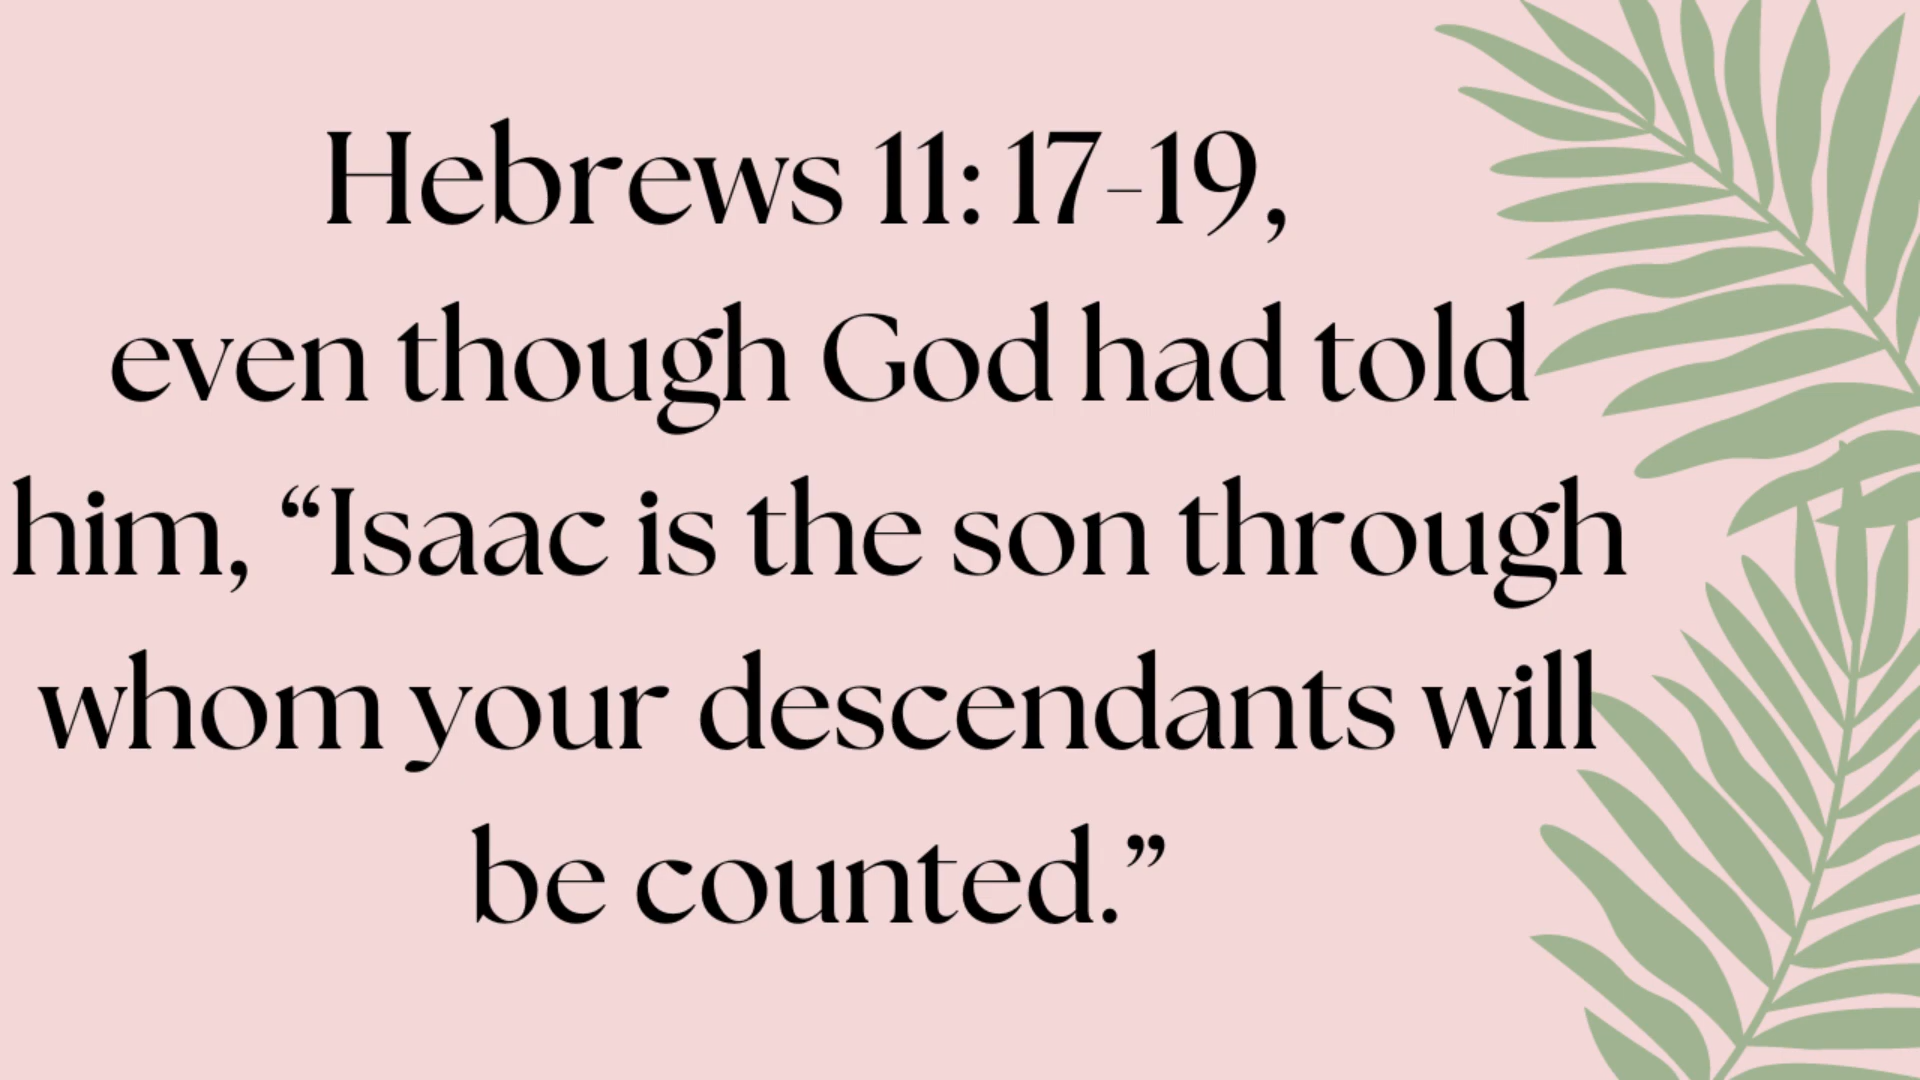 Hebrews 11:17-19,
even though God had told
him, “Isaac is the son through
whom your descendants will
be counted.”